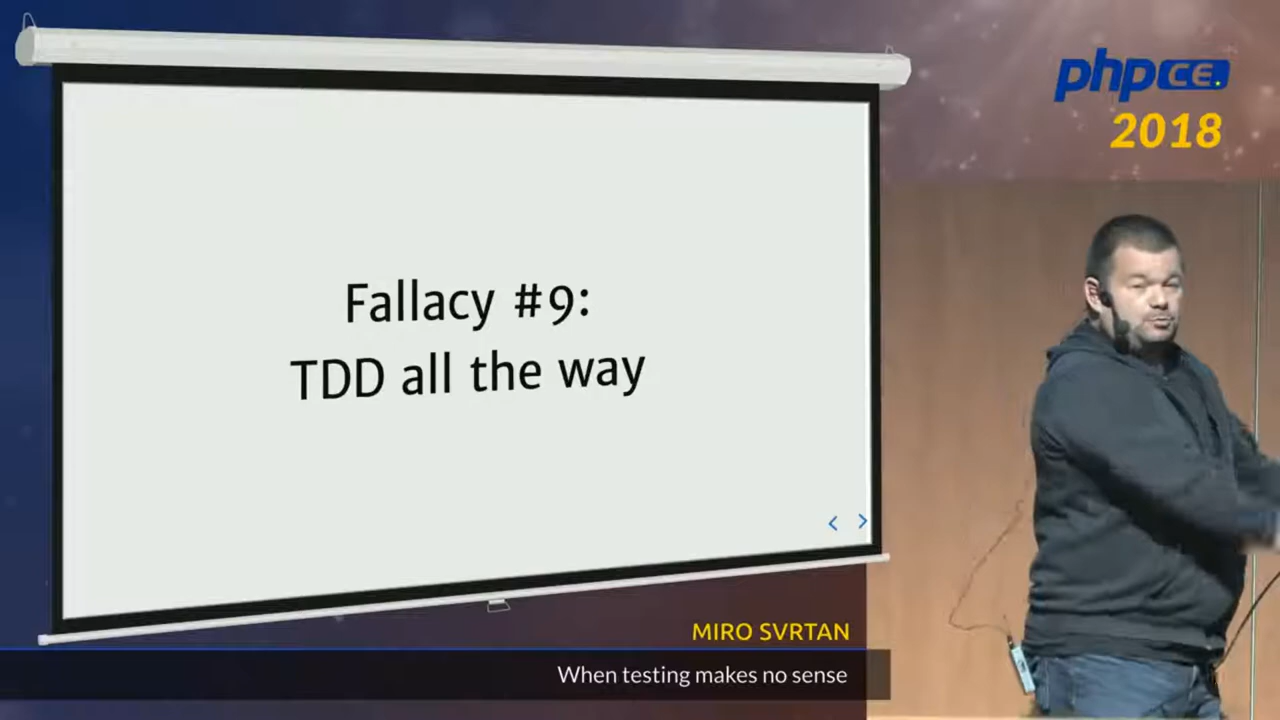 Fallacy #9:
TDD all the way
phpCE.
2018
MIRO SVRTAN
When testing makes no sense